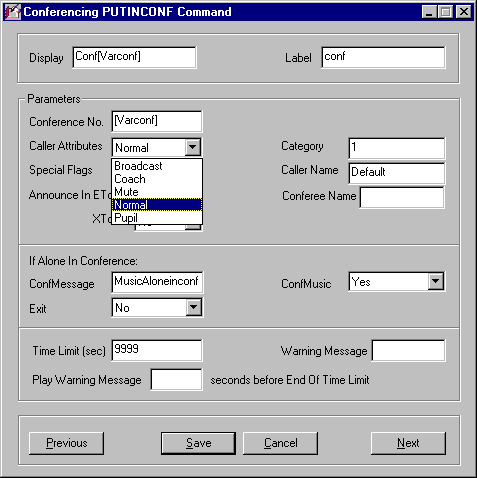 Conferencing PUTINCONF Command
Display Conf[Varconf] Label conf
Parameters
Conference No. [Varconf]
Caller Attributes Normal Category 1
Special Flags Broadcast Caller Name Default
Coach
Announce In ETo Mute Conferee Name
Normal
XTo Pupil
If Alone In Conference:
ConfMessage MusicAloneinconf ConfMusic Yes
Exit No
Time Limit (sec) 9999 Warning Message
Play Warning Message seconds before End Of Time Limit
Previous Save Cancel Next